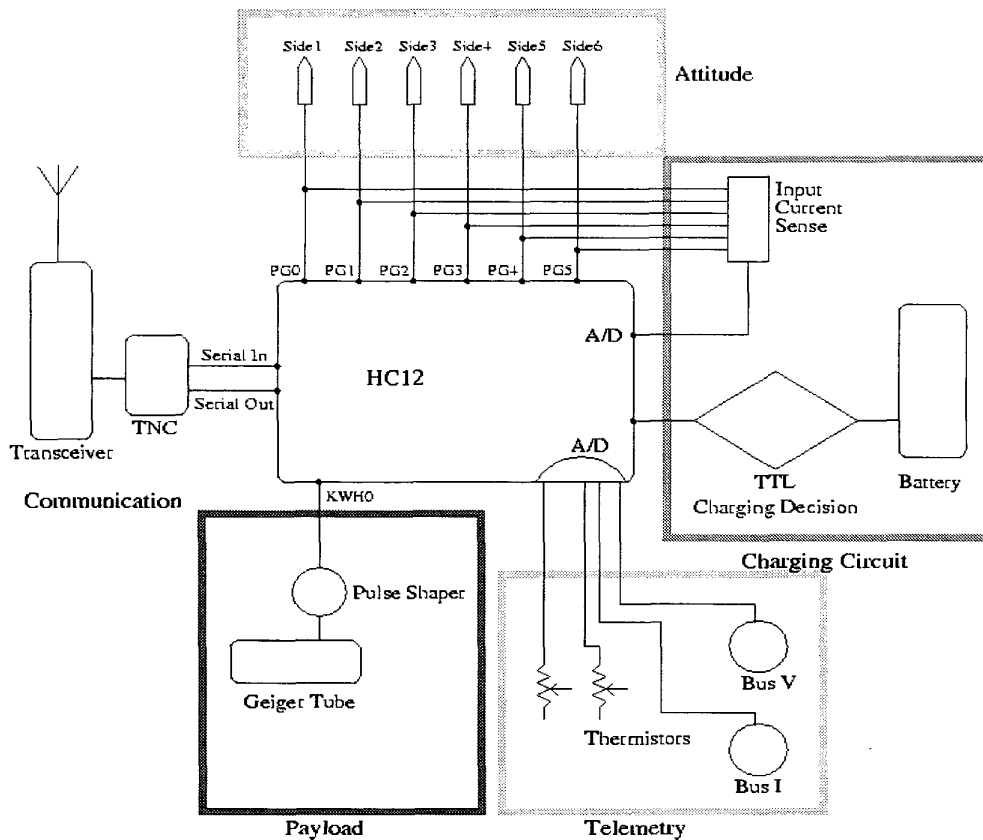 Side1 Side2 Side3 Side4 Side5 Side6
Attitude
Input
Current
Sense
PG0 PG1 PG2 PG3 PG4 PG5
A/D
Serial In
HC12
Serial Out
TNC
Transceiver
A/D
TTL
Battery
Communication
KWH0
Charging Decision
Charging Circuit
Pulse Shaper
Geiger Tube
Bus V
Thermistors
Bus I
Payload
Telemetry